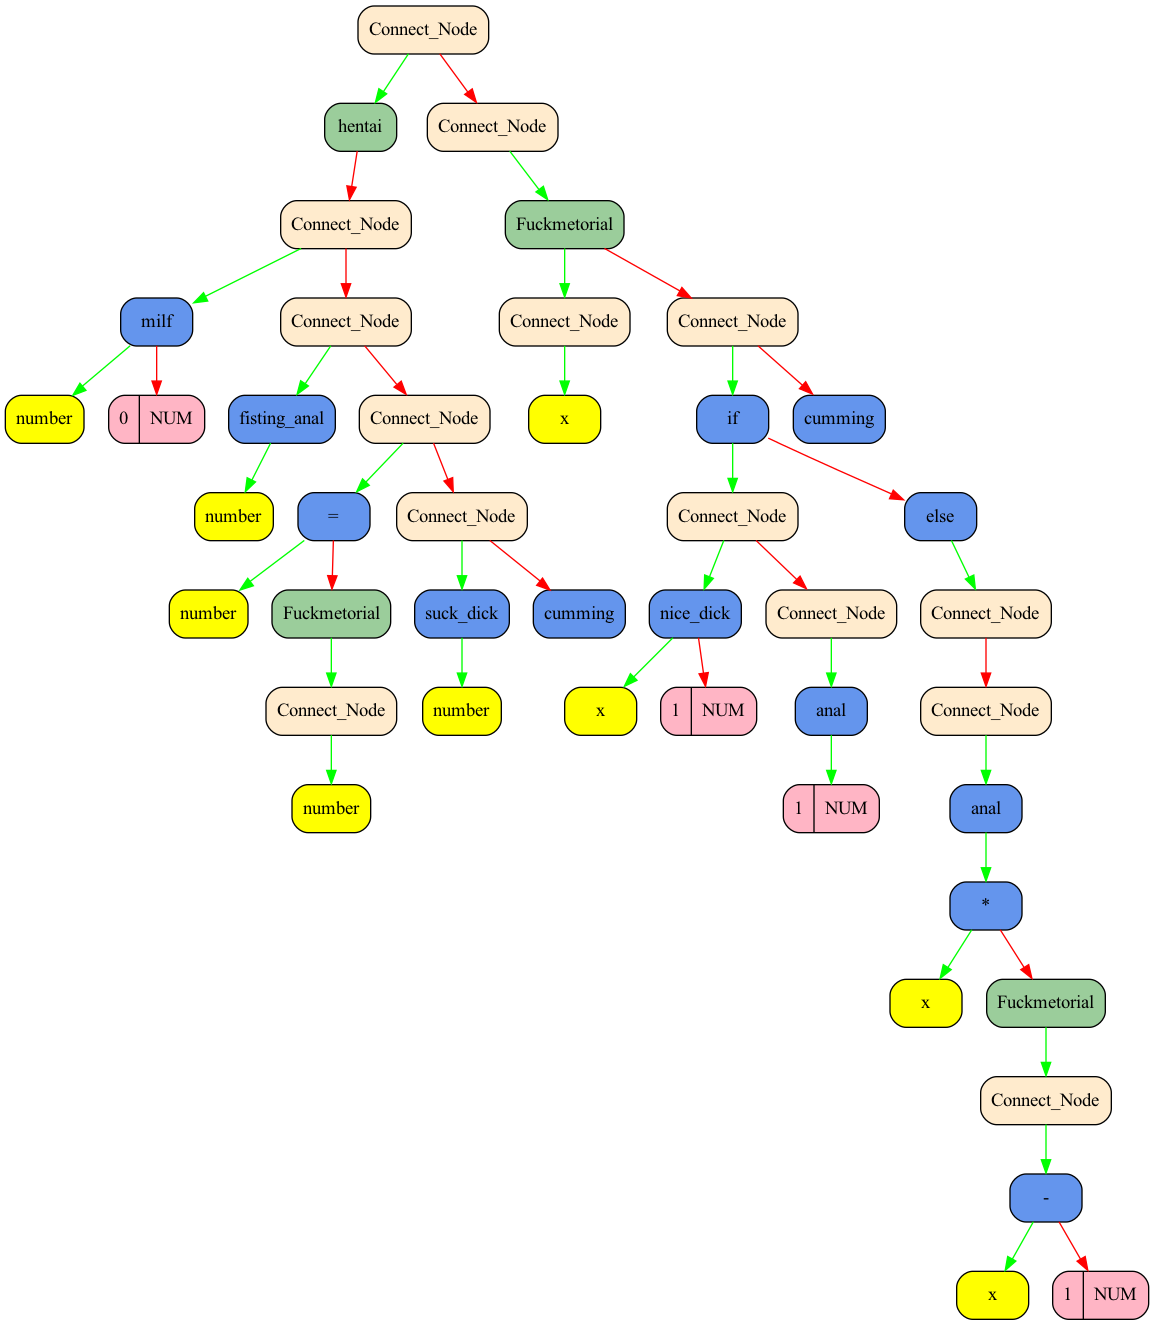 Connect_Node
hentai
Connect_Node
Connect_Node
Fuckmetorial
milf
Connect_Node
Connect_Node
Connect_Node
number
0 NUM
fisting_anal
Connect_Node
x
if
cumming
number
=
Connect_Node
Connect_Node
else
number
Fuckmetorial
suck_dick
cumming
nice_dick
Connect_Node
Connect_Node
Connect_Node
number
x
1 NUM
anal
Connect_Node
number
1 NUM
anal
*
x
Fuckmetorial
Connect_Node
-
x
1 NUM